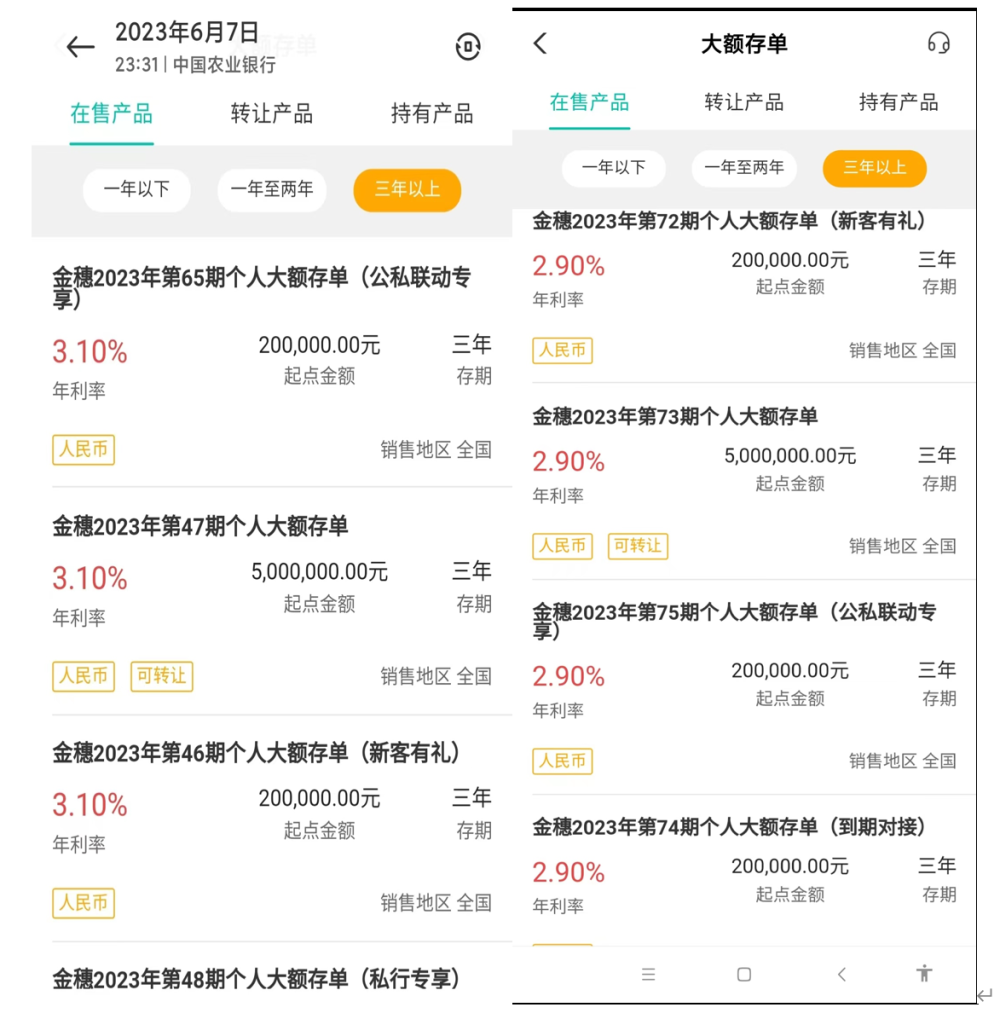 2023年6月7日
23:31 | 中国农业银行
在售产品
转让产品
持有产品
一年以下
一年至两年
三年以上
金穗2023年第65期个人大额存单（公私联动专
享）
3.10%
200,000.00元
三年
年利率
起点金额
存期
人民币
销售地区 全国
金穗2023年第47期个人大额存单
3.10%
5,000,000.00元
三年
年利率
起点金额
存期
人民币
可转让
销售地区 全国
金穗2023年第46期个人大额存单（新客有礼）
3.10%
200,000.00元
三年
年利率
起点金额
存期
人民币
销售地区 全国
金穗2023年第48期个人大额存单（私行专享）
大额存单
在售产品
转让产品
持有产品
一年以下
一年至两年
三年以上
金穗2023年第72期个人大额存单（新客有礼）
2.90%
200,000.00元
三年
年利率
起点金额
存期
人民币
销售地区 全国
金穗2023年第73期个人大额存单
2.90%
5,000,000.00元
三年
年利率
起点金额
存期
人民币
可转让
销售地区 全国
金穗2023年第75期个人大额存单（公私联动专
享）
2.90%
200,000.00元
三年
年利率
起点金额
存期
人民币
销售地区 全国
金穗2023年第74期个人大额存单（到期对接）
2.90%
200,000.00元
三年
年利率
起点金额
存期